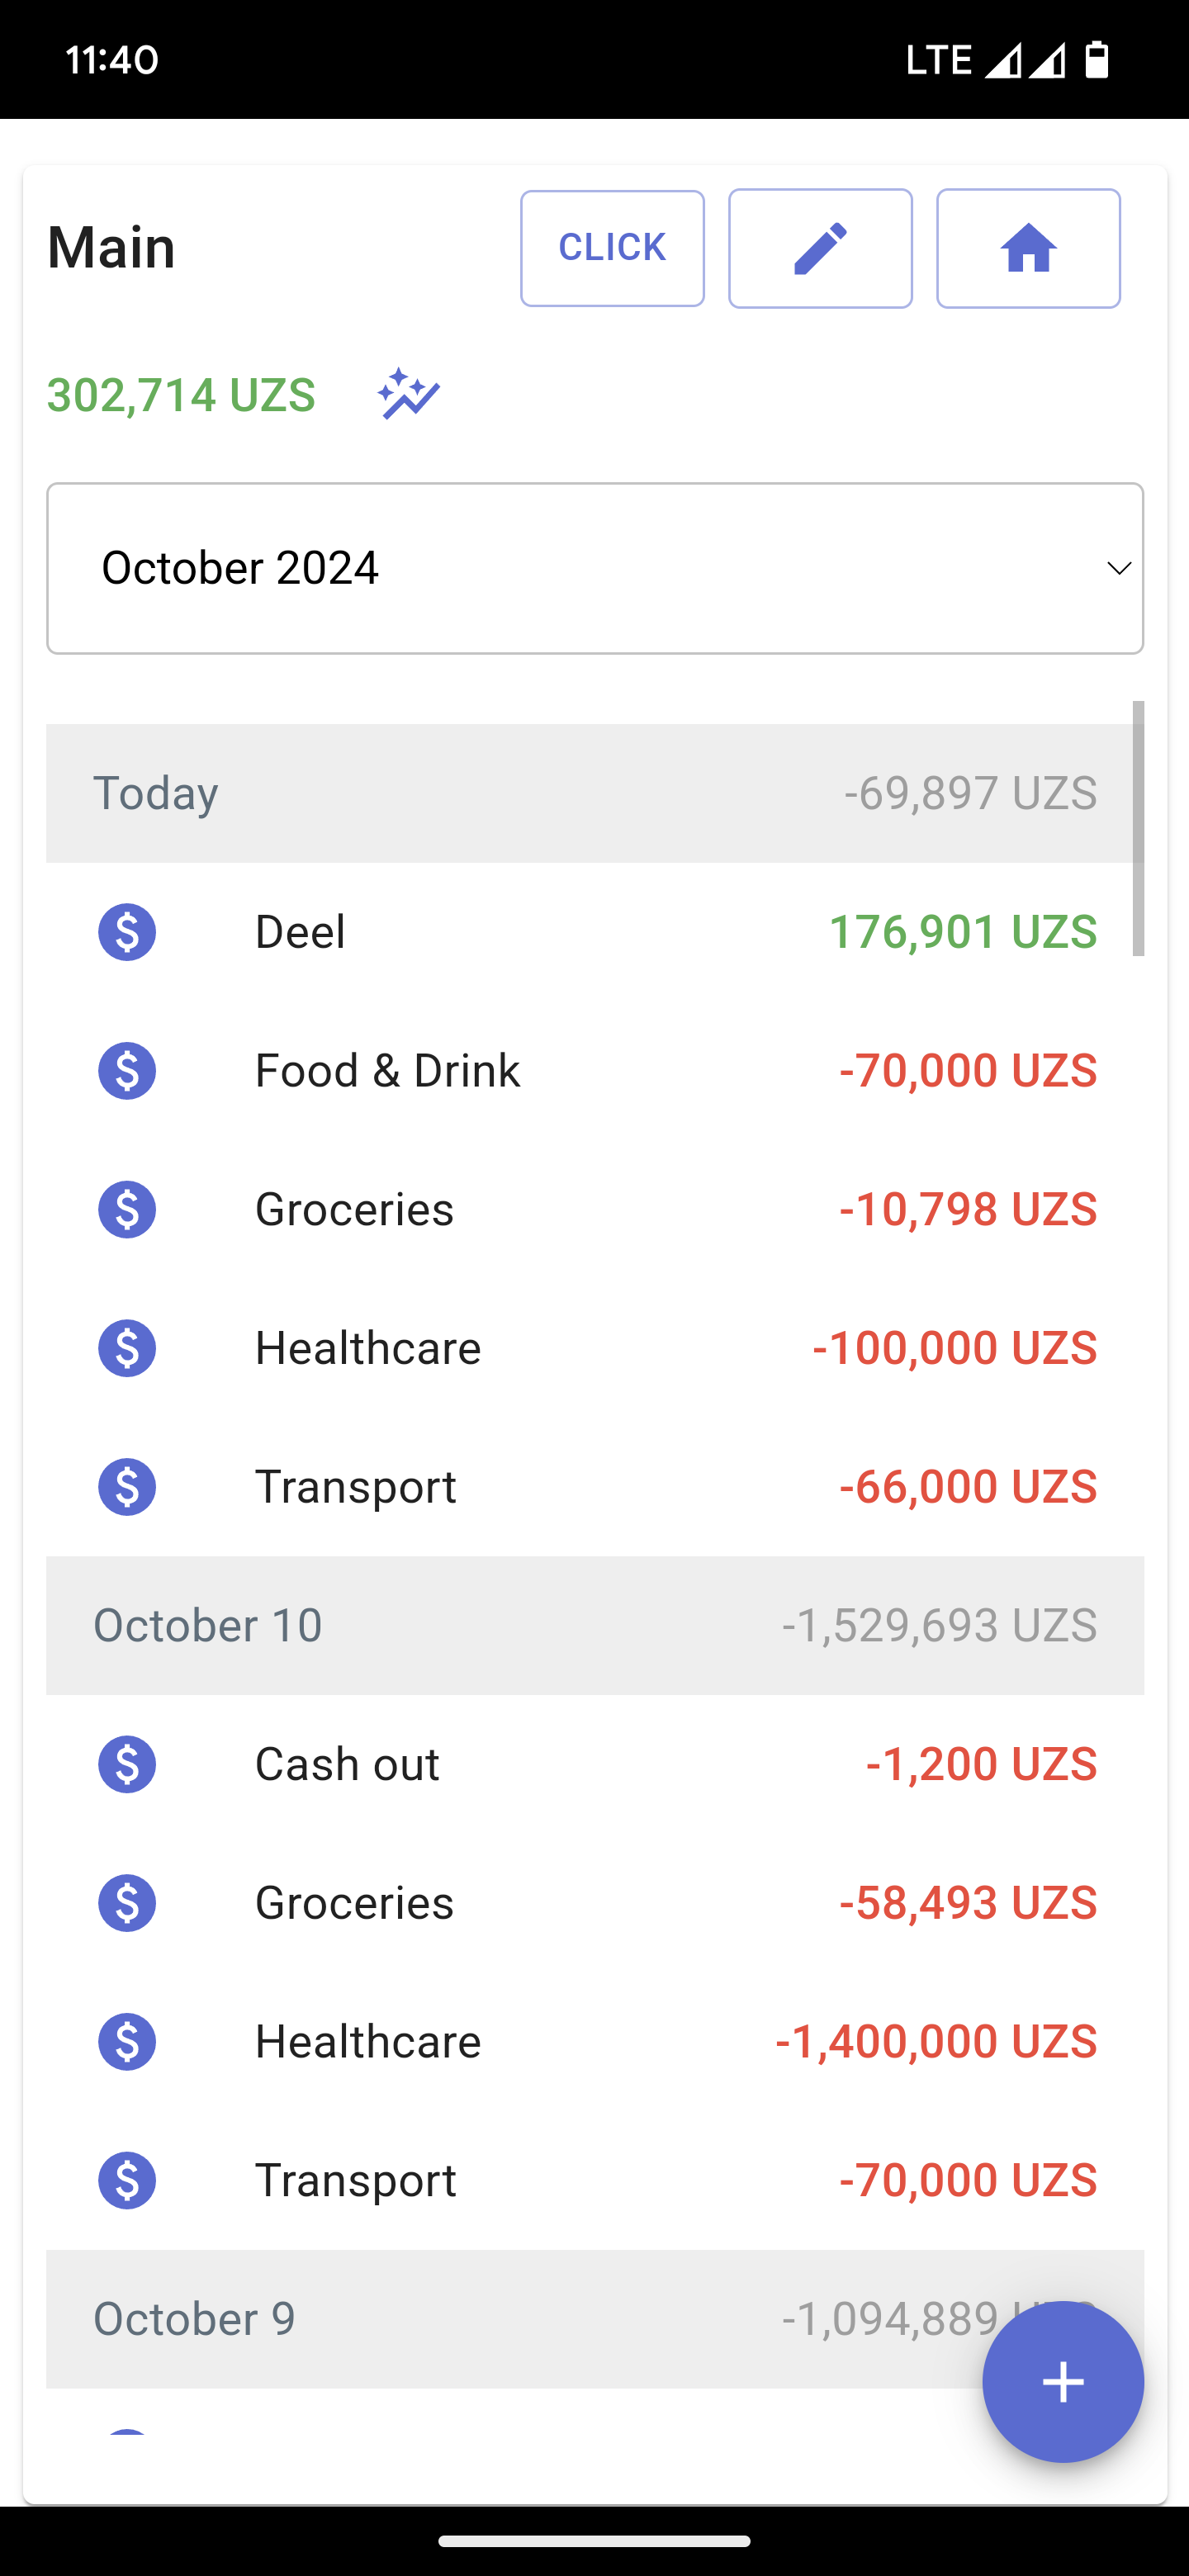 11:40 LTE
Main CLICK
302,714 UZS
October 2024
Today -69,897 UZS
$ Deel 176,901 UZS
$ Food & Drink -70,000 UZS
$ Groceries -10,798 UZS
$ Healthcare -100,000 UZS
$ Transport -66,000 UZS
October 10 -1,529,693 UZS
$ Cash out -1,200 UZS
$ Groceries -58,493 UZS
$ Healthcare -1,400,000 UZS
$ Transport -70,000 UZS
October 9 -1,094,889
+